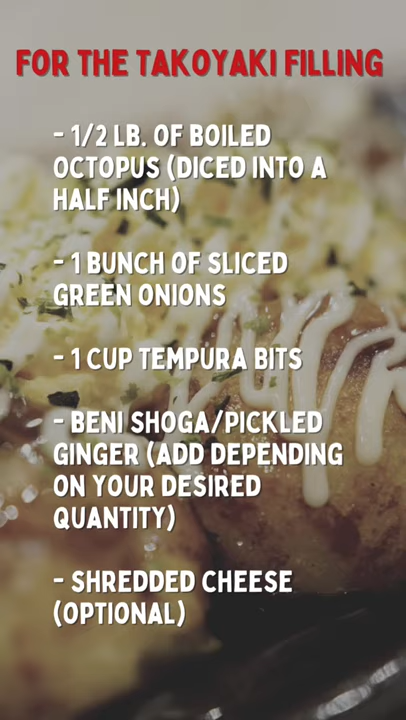 FOR THE TAKOYAKI FILLING
- 1/2 LB. OF BOILED
OCTOPUS (DICED INTO A
HALF INCH)
- 1 BUNCH OF SLICED
GREEN ONIONS
- 1 CUP TEMPURA BITS
- BENI SHOGA/PICKLED
GINGER (ADD DEPENDING
ON YOUR DESIRED
QUANTITY)
- SHREDDED CHEESE
(OPTIONAL)